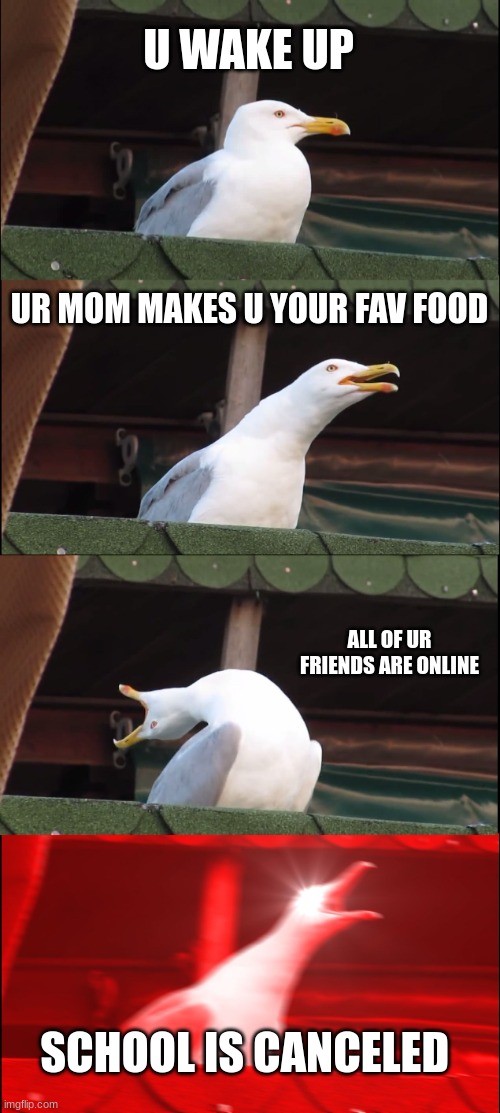 U WAKE UP
UR MOM MAKES U YOUR FAV FOOD
ALL OF UR
FRIENDS ARE ONLINE
SCHOOL IS CANCELED
imgflip.com